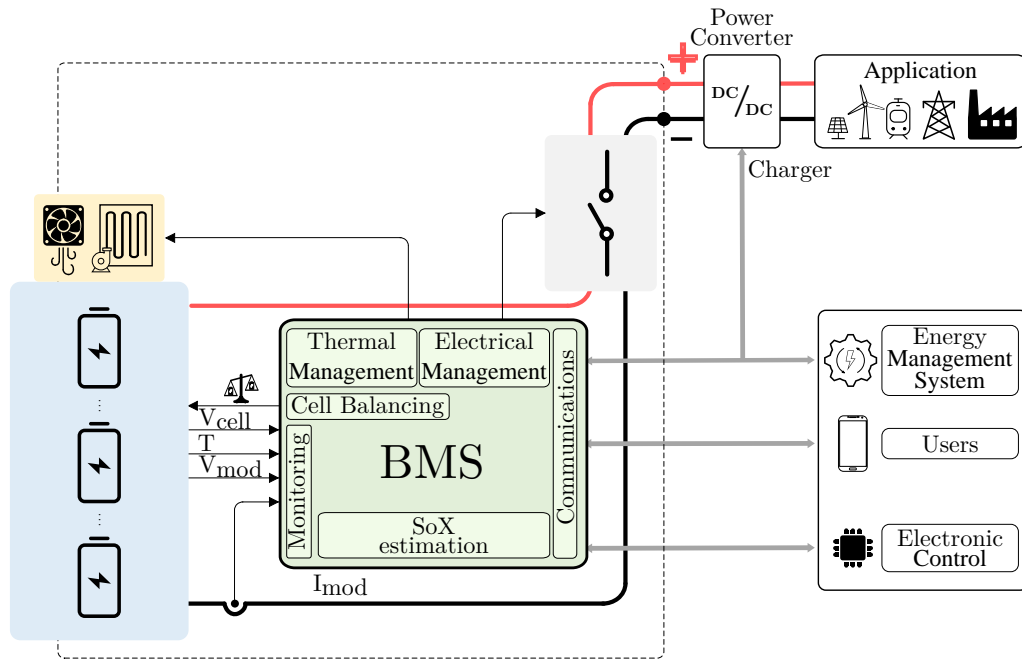 Power
Converter
+
−
DC/DC
Application
Charger
Thermal
Management
Electrical
Management
Communications
Cell Balancing
Vcell
T
Vmod
Monitoring
BMS
SoX
estimation
Imod
Energy
Management
System
Users
Electronic
Control